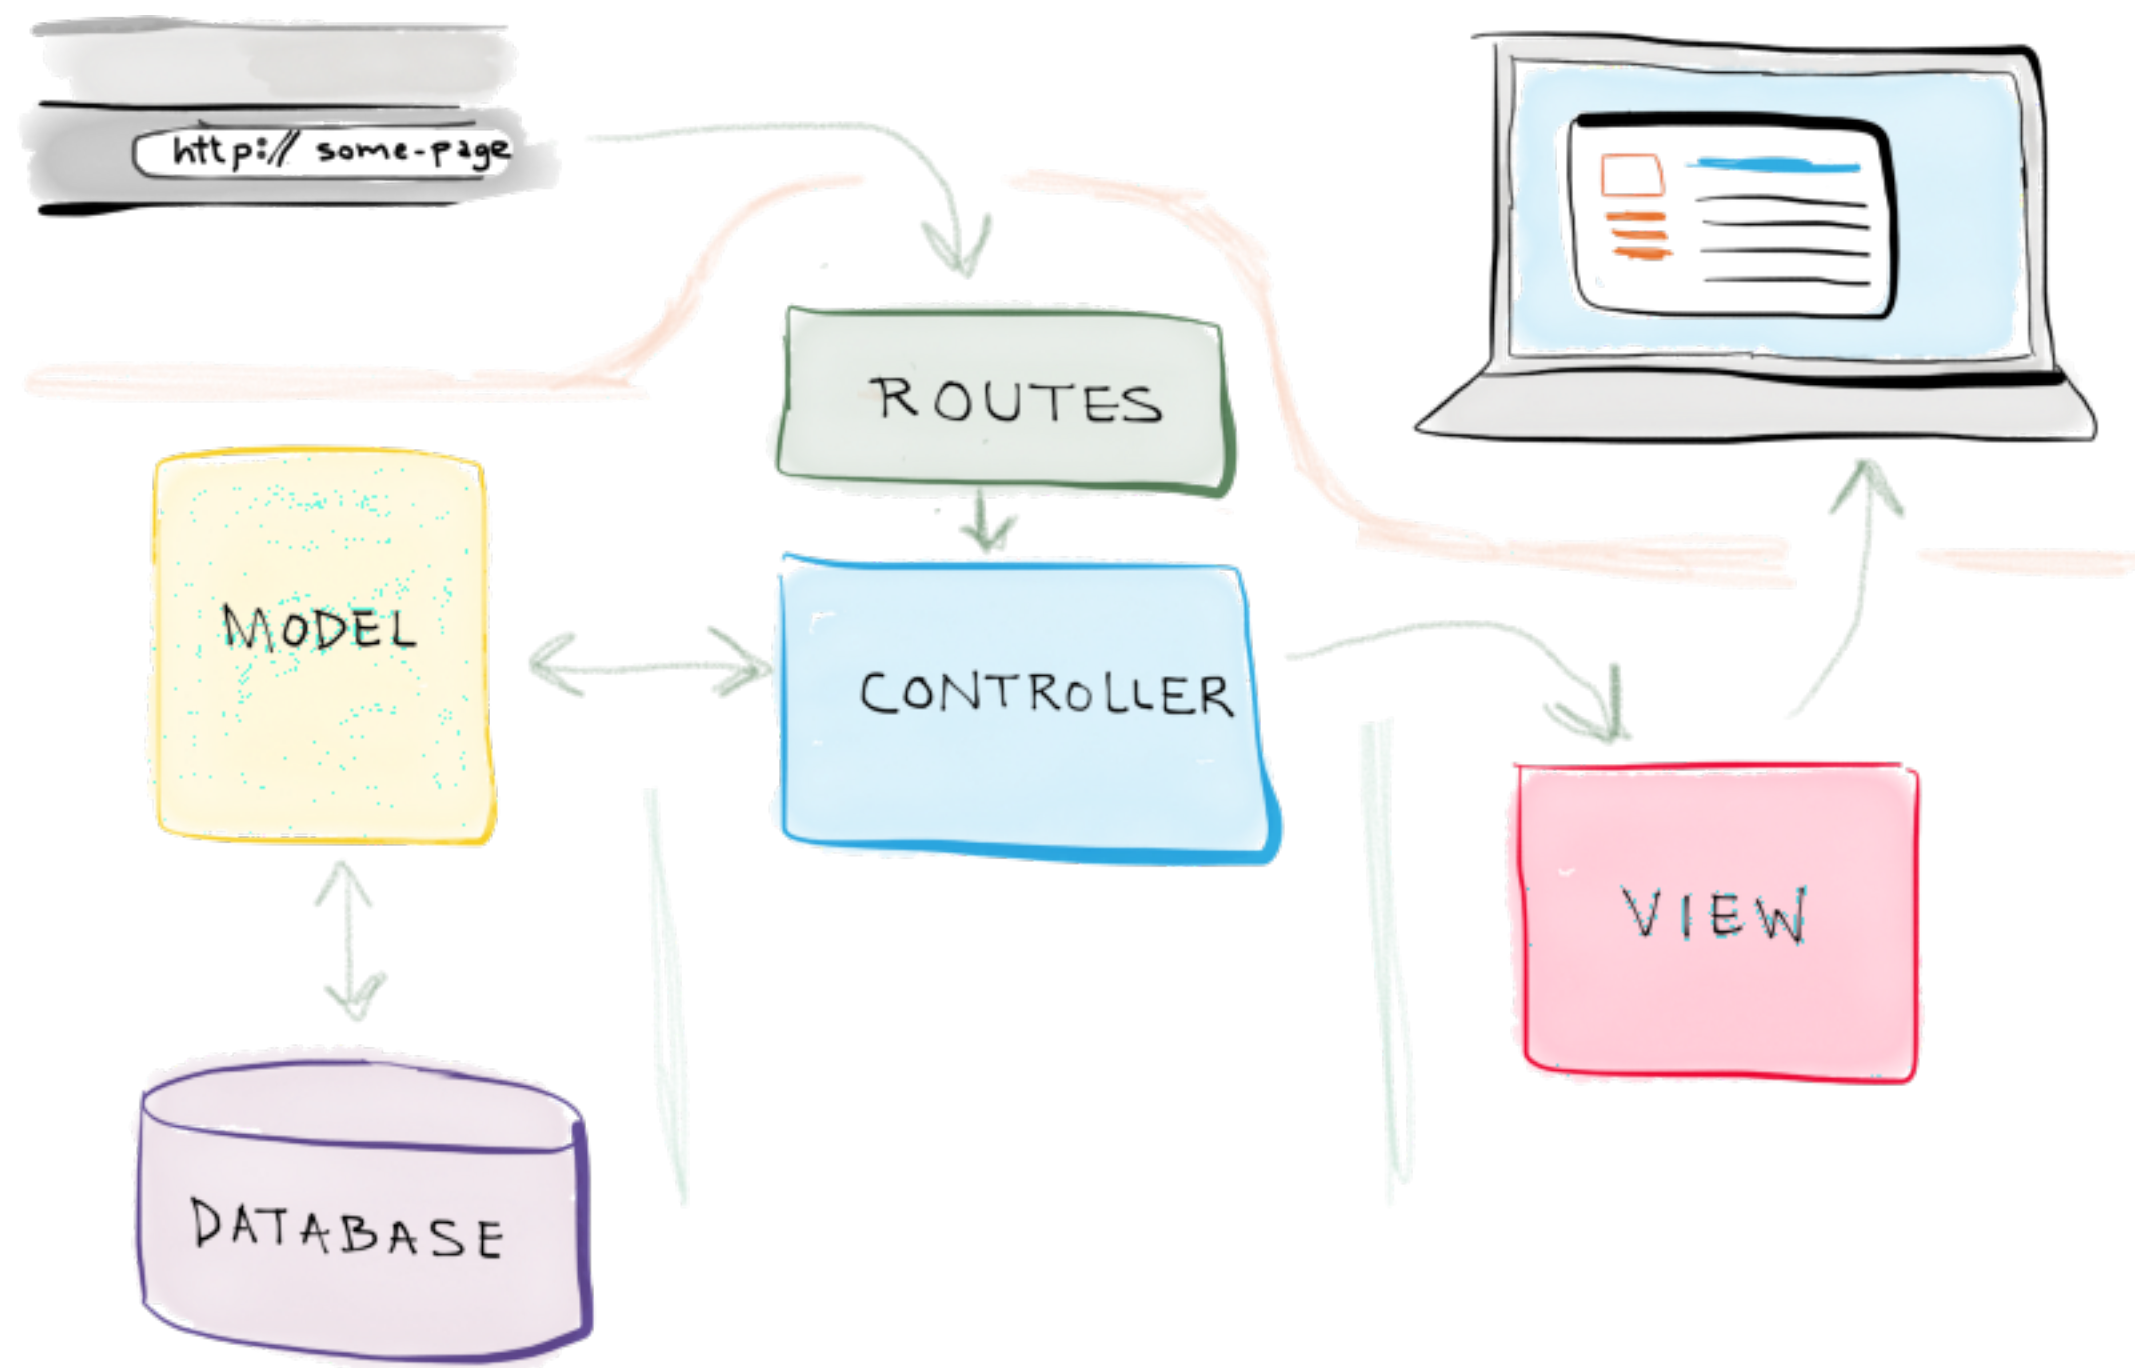 http:// some-page
ROUTES
MODEL
CONTROLLER
VIEW
DATABASE